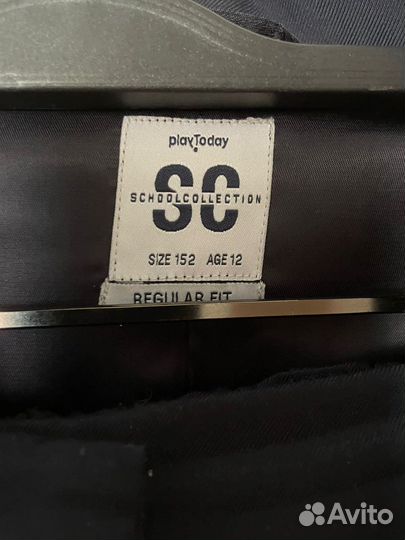 playToday
SC
SCHOOLCOLLECTION
SIZE 152 AGE 12
REGULAR FIT
Avito